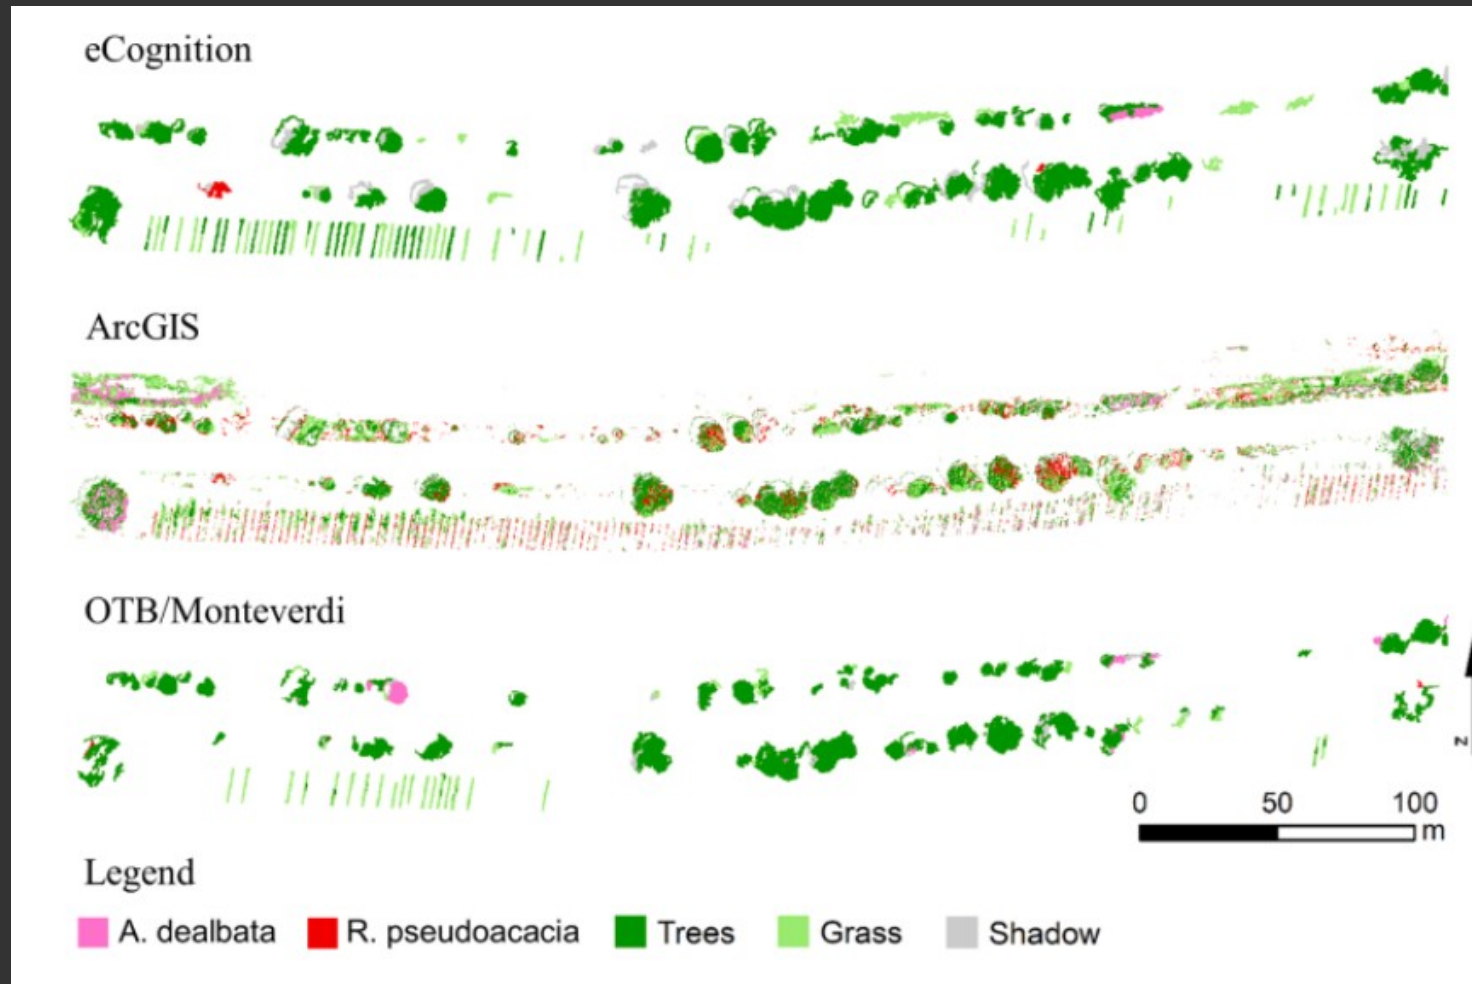 eCognition
ArcGIS
OTB/Monteverdi
N
0 50 100
m
Legend
A. dealbata R. pseudoacacia Trees Grass Shadow